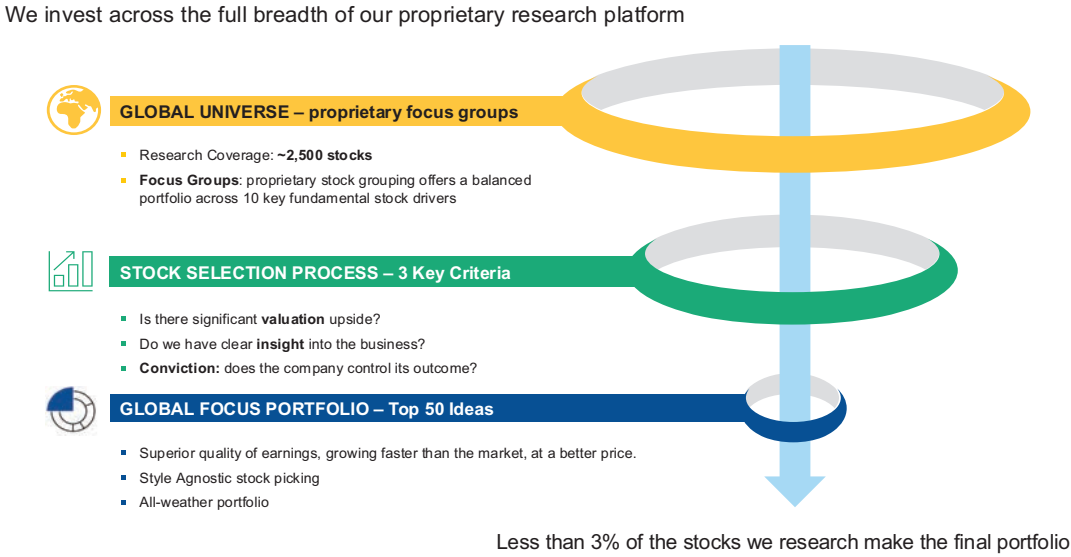 We invest across the full breadth of our proprietary research platform
GLOBAL UNIVERSE – proprietary focus groups
Research Coverage: ~2,500 stocks
Focus Groups: proprietary stock grouping offers a balanced
portfolio across 10 key fundamental stock drivers
STOCK SELECTION PROCESS – 3 Key Criteria
Is there significant valuation upside?
Do we have clear insight into the business?
Conviction: does the company control its outcome?
GLOBAL FOCUS PORTFOLIO – Top 50 Ideas
Superior quality of earnings, growing faster than the market, at a better price.
Style Agnostic stock picking
All-weather portfolio
Less than 3% of the stocks we research make the final portfolio